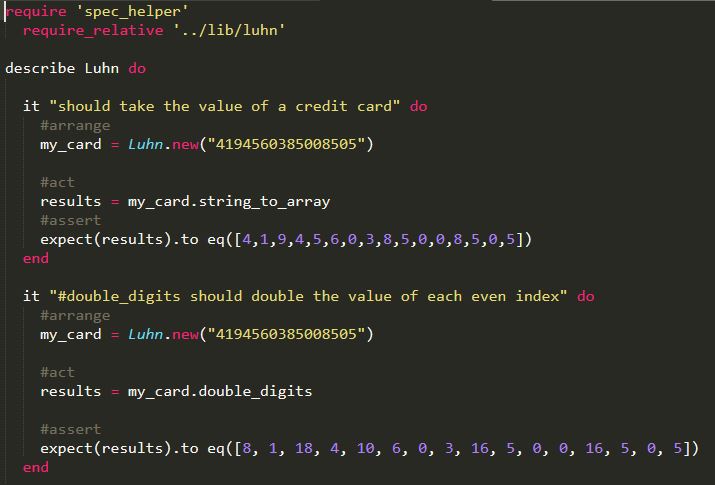 require 'spec_helper'
require_relative '../lib/luhn'
describe Luhn do
it "should take the value of a credit card" do
#arrange
my_card = Luhn.new("4194560385008505")
#act
results = my_card.string_to_array
#assert
expect(results).to eq([4,1,9,4,5,6,0,3,8,5,0,0,8,5,0,5])
end
it "#double_digits should double the value of each even index" do
#arrange
my_card = Luhn.new("4194560385008505")
#act
results = my_card.double_digits
#assert
expect(results).to eq([8, 1, 18, 4, 10, 6, 0, 3, 16, 5, 0, 0, 16, 5, 0, 5])
end